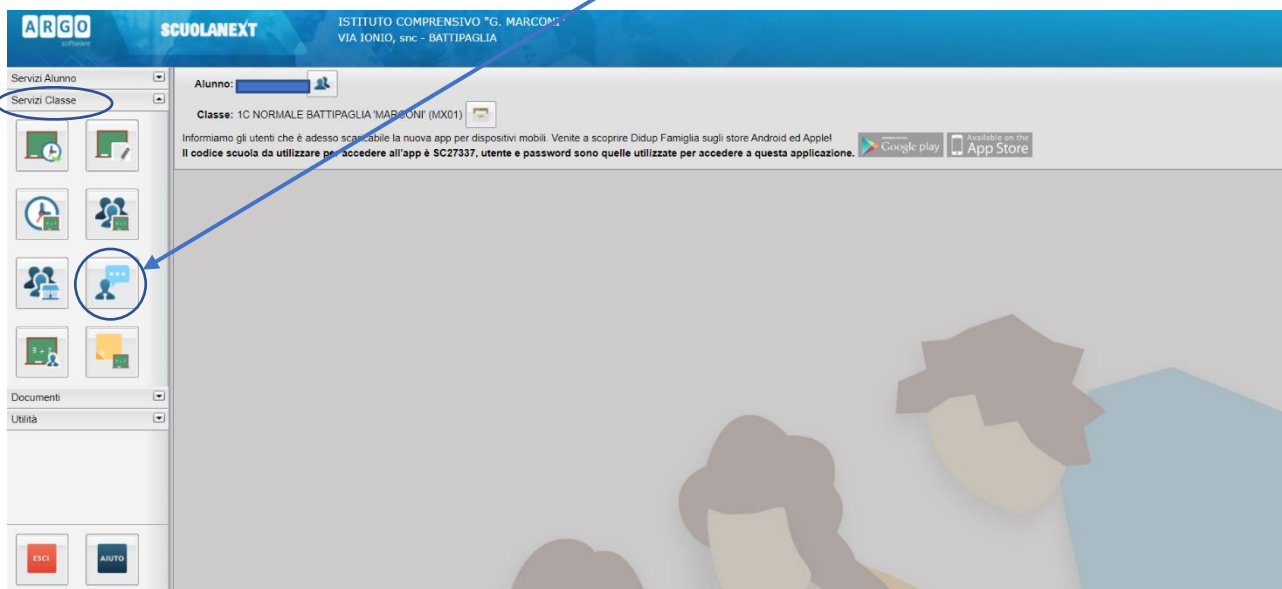 ARGO
software
SCUOLANEXT
ISTITUTO COMPRENSIVO "G. MARCONI"
VIA IONIO, snc - BATTIPAGLIA
Servizi Alunno
Servizi Classe
Alunno:
Classe: 1C NORMALE BATTIPAGLIA 'MARCONI' (MX01)
Informiamo gli utenti che è adesso scaricabile la nuova app per dispositivi mobili. Venite a scoprire Didup Famiglia sugli store Android ed Apple!
Il codice scuola da utilizzare per accedere all'app è SC27337, utente e password sono quelle utilizzate per accedere a questa applicazione.
Google play
Available on the
App Store
Documenti
Utilità
ESCI
AIUTO